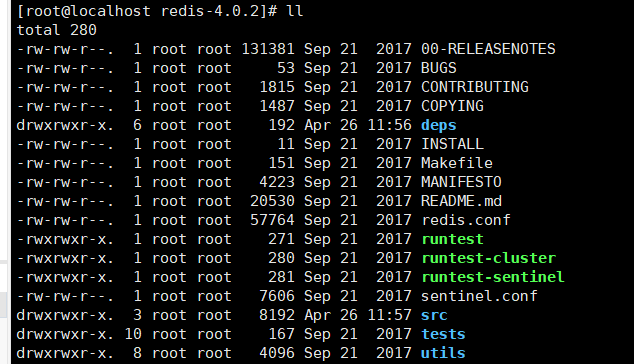 [root@localhost redis-4.0.2]# ll
total 280
-rw-rw-r--.  1 root root 131381 Sep 21  2017 00-RELEASENOTES
-rw-rw-r--.  1 root root     53 Sep 21  2017 BUGS
-rw-rw-r--.  1 root root   1815 Sep 21  2017 CONTRIBUTING
-rw-rw-r--.  1 root root   1487 Sep 21  2017 COPYING
drwxrwxr-x.  6 root root    192 Apr 26 11:56 deps
-rw-rw-r--.  1 root root     11 Sep 21  2017 INSTALL
-rw-rw-r--.  1 root root    151 Sep 21  2017 Makefile
-rw-rw-r--.  1 root root   4223 Sep 21  2017 MANIFESTO
-rw-rw-r--.  1 root root  20530 Sep 21  2017 README.md
-rw-rw-r--.  1 root root  57764 Sep 21  2017 redis.conf
-rwxrwxr-x.  1 root root    271 Sep 21  2017 runtest
-rwxrwxr-x.  1 root root    280 Sep 21  2017 runtest-cluster
-rwxrwxr-x.  1 root root    281 Sep 21  2017 runtest-sentinel
-rw-rw-r--.  1 root root   7606 Sep 21  2017 sentinel.conf
drwxrwxr-x.  3 root root   8192 Apr 26 11:57 src
drwxrwxr-x. 10 root root    167 Sep 21  2017 tests
drwxrwxr-x.  8 root root   4096 Sep 21  2017 utils